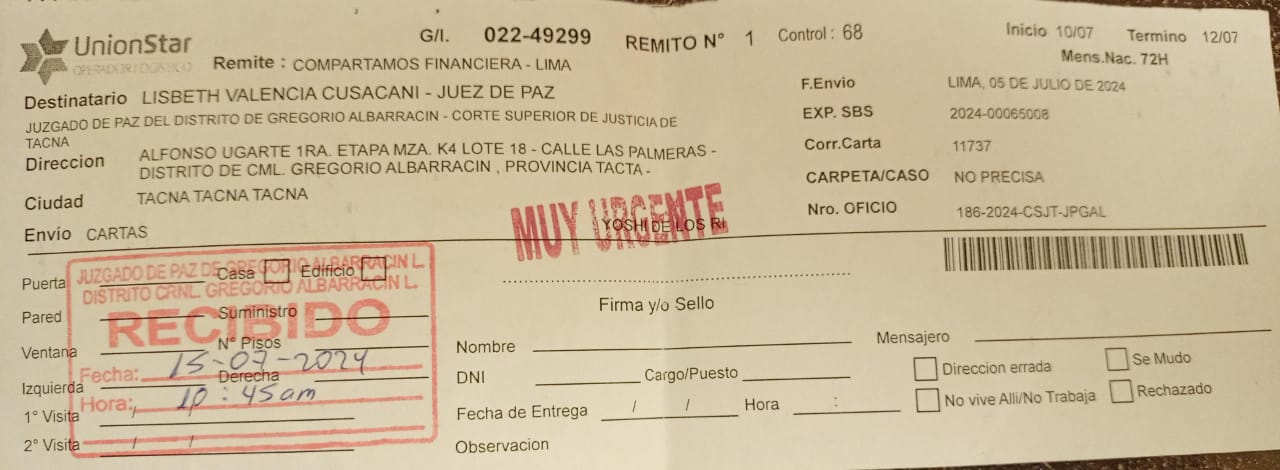 UnionStar
OPERADOR LOGISTICO
G/I. 022-49299 REMITO N° 1 Control : 68
Inicio 10/07 Termino 12/07
Mens.Nac. 72H
Remite : COMPARTAMOS FINANCIERA - LIMA
Destinatario LISBETH VALENCIA CUSACANI - JUEZ DE PAZ
JUZGADO DE PAZ DEL DISTRITO DE GREGORIO ALBARRACIN - CORTE SUPERIOR DE JUSTICIA DE
TACNA
Direccion ALFONSO UGARTE 1RA. ETAPA MZA. K4 LOTE 18 - CALLE LAS PALMERAS -
DISTRITO DE CML. GREGORIO ALBARRACIN , PROVINCIA TACTA -
Ciudad TACNA TACNA TACNA
Envío CARTAS
F.Envio LIMA, 05 DE JULIO DE 2024
EXP. SBS 2024-00065008
Corr.Carta 11737
CARPETA/CASO NO PRECISA
Nro. OFICIO 186-2024-CSJT-JPGAL
MUY URGENTE
YOSHI DE LOS RI
Firma y/o Sello
Puerta Casa Edificio
Pared Suministro
Ventana N° Pisos
Izquierda Derecha
1° Visita /
2° Visita / /
JUZGADO DE PAZ DE GREGORIO ALBARRACIN L.
DISTRITO CRNL. GREGORIO ALBARRACIN L.
RECIBIDO
Fecha: 15-07-2024
Hora: 10:45am
Nombre
DNI Cargo/Puesto
Fecha de Entrega / / Hora :
Observacion
Mensajero
Direccion errada Se Mudo
No vive Alli/No Trabaja Rechazado